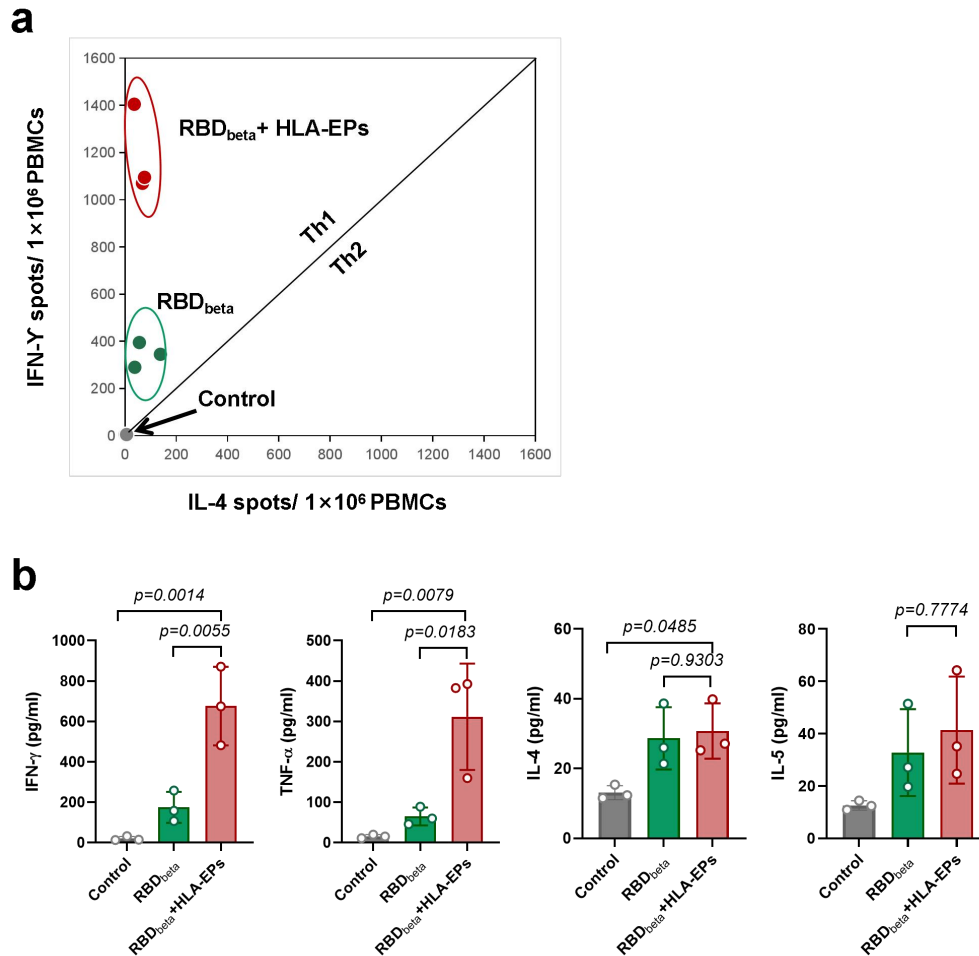 a
1600
1400
1200
1000
800
600
400
200
0
IFN-Y spots/ 1×10⁶ PBMCs
RBDbeta+ HLA-EPs
Th1
Th2
RBDbeta
Control
0 200 400 600 800 1000 1200 1400 1600
IL-4 spots/ 1×10⁶ PBMCs
b
p=0.0014
p=0.0055
1000
800
600
400
200
0
IFN-γ (pg/ml)
Control
RBDbeta
RBDbeta+HLA-EPs
p=0.0079
p=0.0183
500
400
300
200
100
0
TNF-α (pg/ml)
Control
RBDbeta
RBDbeta+HLA-EPs
p=0.0485
p=0.9303
60
40
20
0
IL-4 (pg/ml)
Control
RBDbeta
RBDbeta+HLA-EPs
p=0.7774
80
60
40
20
0
IL-5 (pg/ml)
Control
RBDbeta
RBDbeta+HLA-EPs